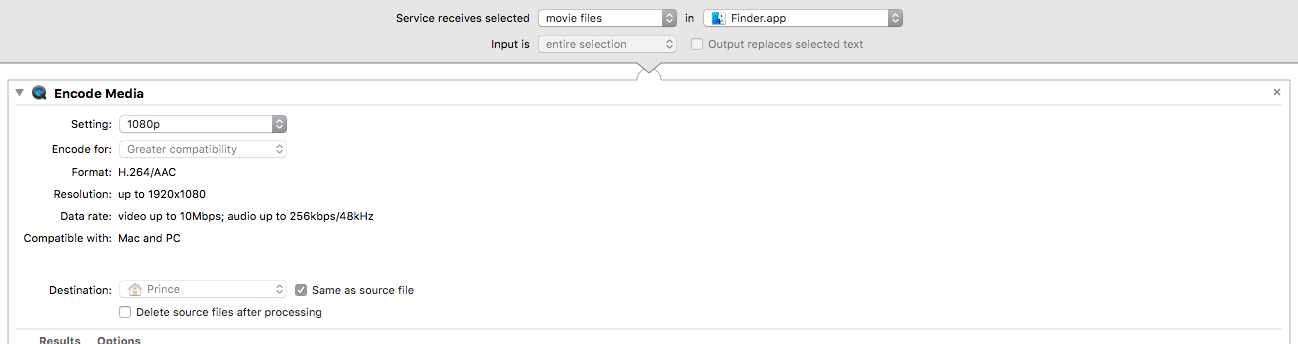 Service receives selected movie files in Finder.app
Input is entire selection Output replaces selected text
Encode Media
Setting: 1080p
Encode for: Greater compatibility
Format: H.264/AAC
Resolution: up to 1920x1080
Data rate: video up to 10Mbps; audio up to 256kbps/48kHz
Compatible with: Mac and PC
Destination: Prince Same as source file
Delete source files after processing
Results Options